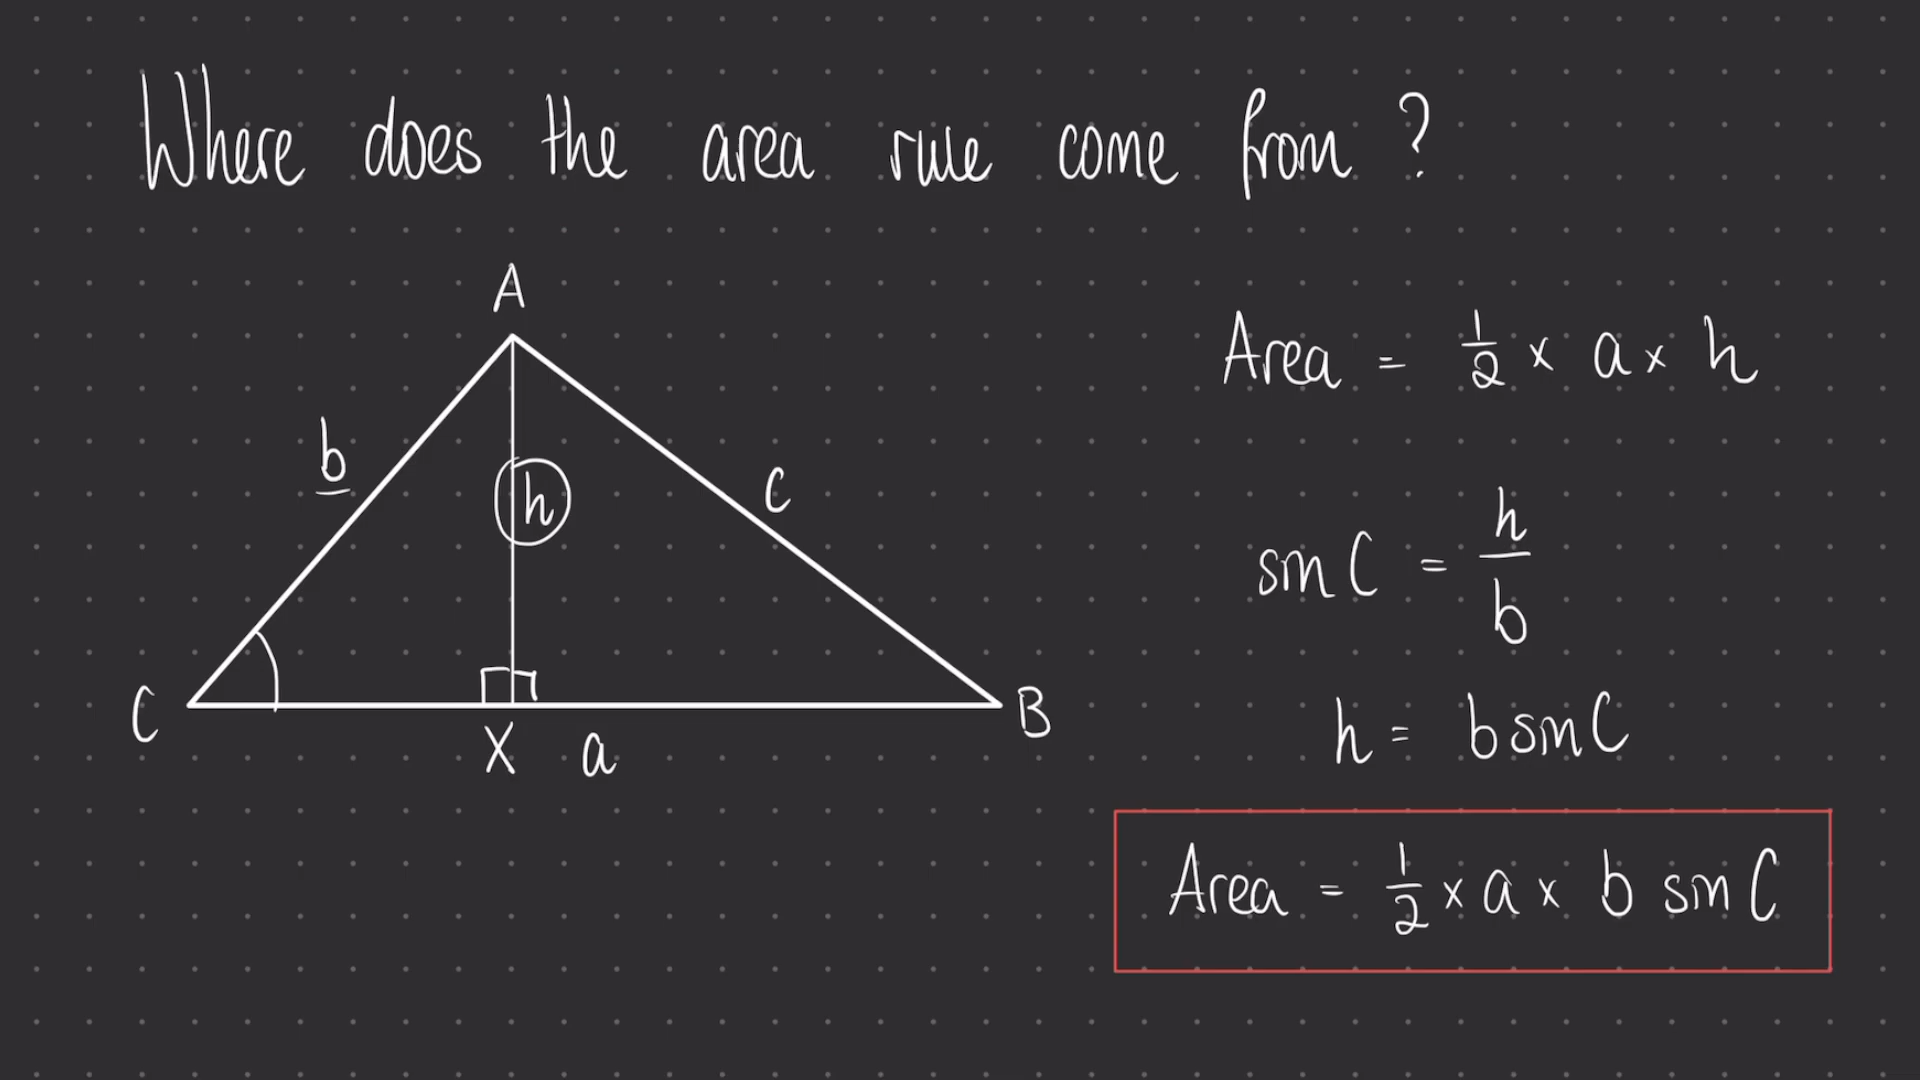 Where does the area rule come from ?
A
b
h
c
C
B
X
a
Area = 1/2 × a × h
sin C = h/b
h = b sin C
Area = 1/2 × a × b sin C